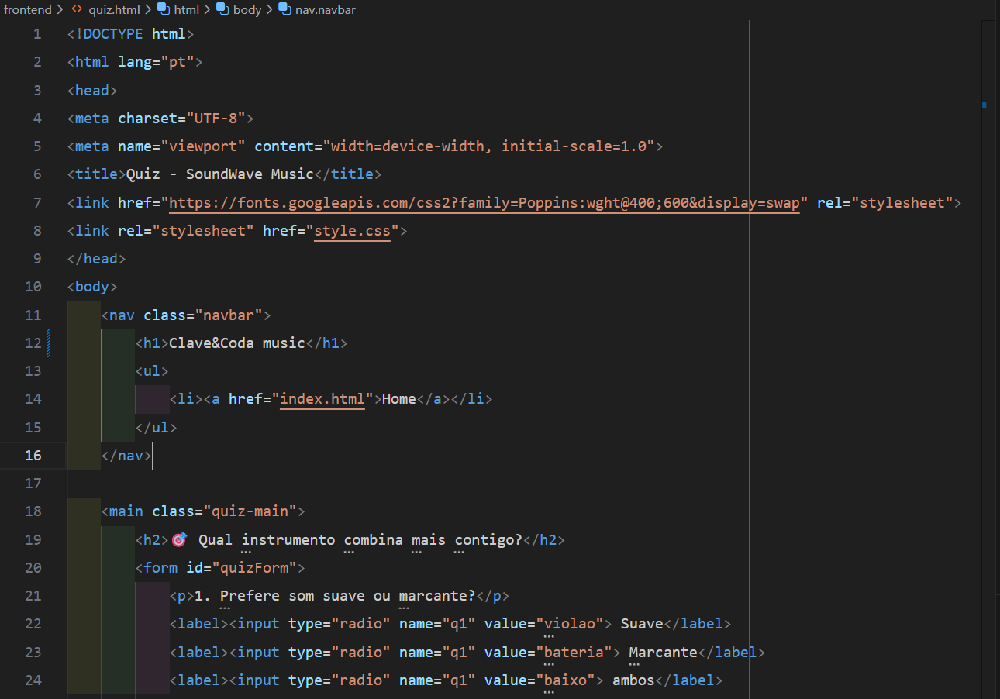 frontend > <> quiz.html > html > body > nav.navbar
1 <!DOCTYPE html>
2 <html lang="pt">
3 <head>
4 <meta charset="UTF-8">
5 <meta name="viewport" content="width=device-width, initial-scale=1.0">
6 <title>Quiz - SoundWave Music</title>
7 <link href="https://fonts.googleapis.com/css2?family=Poppins:wght@400;600&display=swap" rel="stylesheet">
8 <link rel="stylesheet" href="style.css">
9 </head>
10 <body>
11     <nav class="navbar">
12         <h1>Clave&Coda music</h1>
13         <ul>
14             <li><a href="index.html">Home</a></li>
15         </ul>
16     </nav>
17
18     <main class="quiz-main">
19         <h2>🎯 Qual instrumento combina mais contigo?</h2>
20         <form id="quizForm">
21             <p>1. Prefere som suave ou marcante?</p>
22             <label><input type="radio" name="q1" value="violao"> Suave</label>
23             <label><input type="radio" name="q1" value="bateria"> Marcante</label>
24             <label><input type="radio" name="q1" value="baixo"> ambos</label>